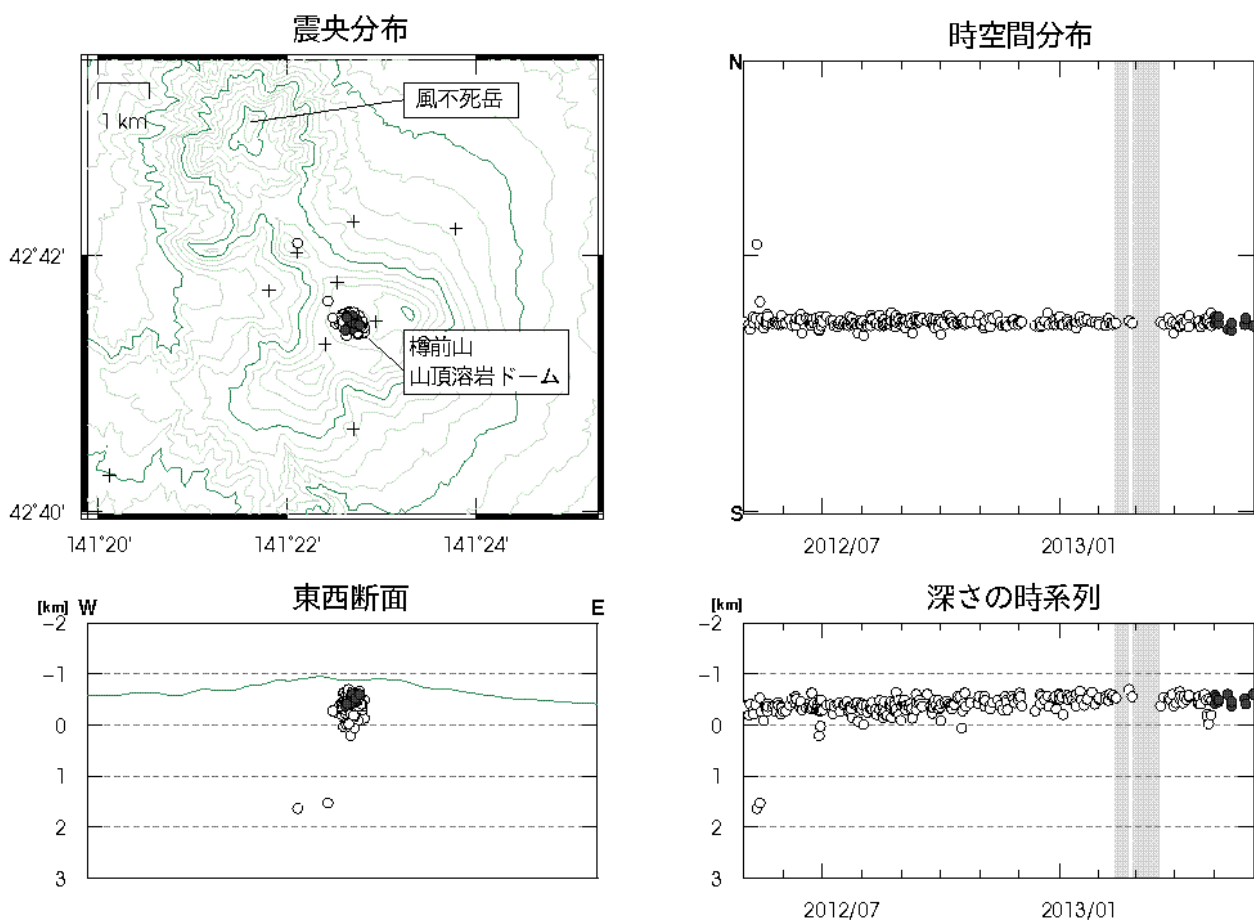 震央分布
風不死岳
1 km
42˚42'
樽前山
山頂溶岩ドーム
42˚40'
141˚20'
141˚22'
141˚24'
時空間分布
N
S
2012/07
2013/01
東西断面
[km]
W
E
-2
-1
0
1
2
3
深さの時系列
[km]
-2
-1
0
1
2
3
2012/07
2013/01